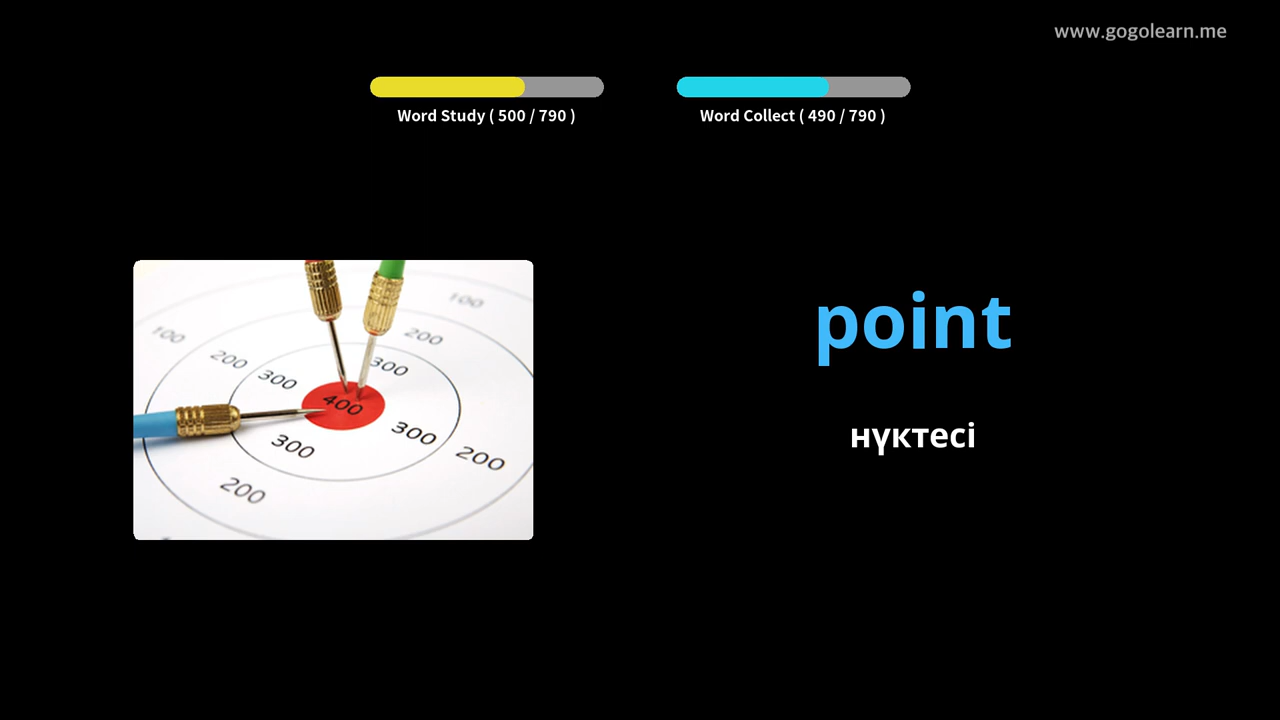 www.gogolearn.me
Word Study ( 500 / 790 )
Word Collect ( 490 / 790 )
point
нүктесі
100
100
200
200
300
300
400
300
300
200
200